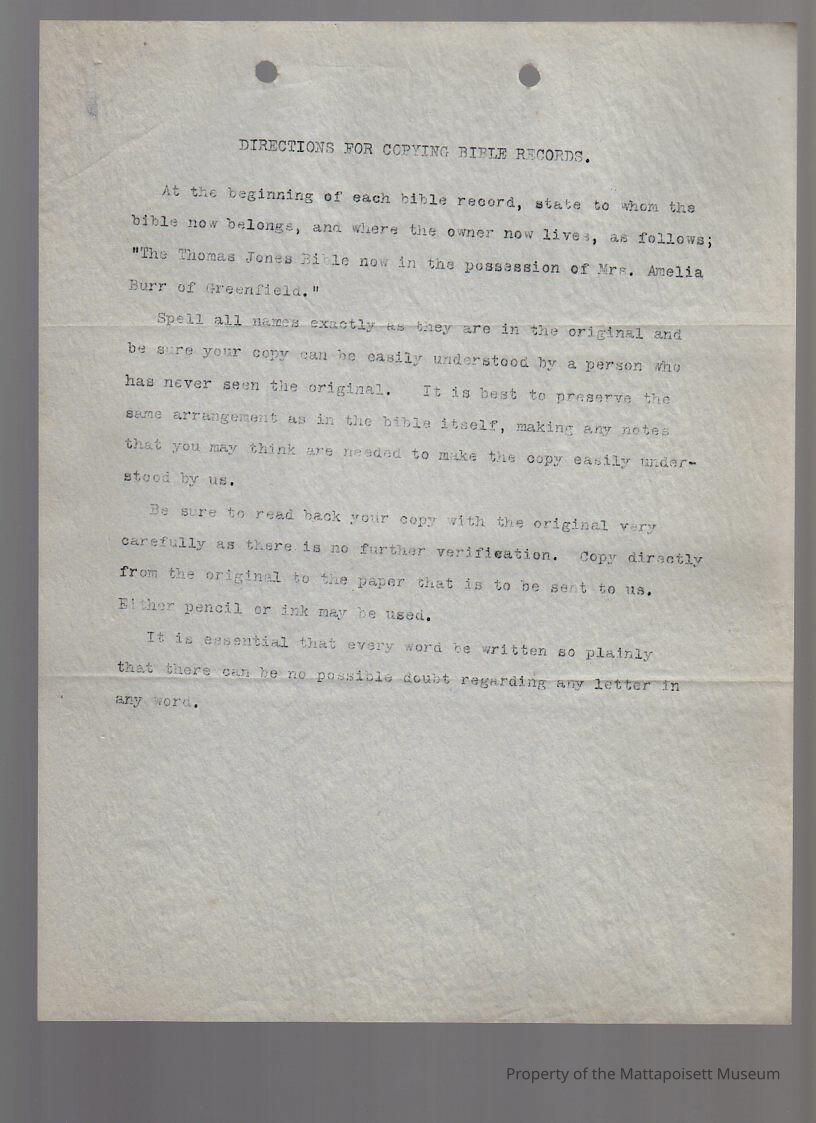 DIRECTIONS FOR COPYING BIBLE RECORDS.
At the beginning of each bible record, state to whom the
bible now belongs, and where the owner now lives, as follows;
"The Thomas Jones Bible now in the possession of Mrs. Amelia
Burr of Greenfield."
Spell all names exactly as they are in the original and
be sure your copy can be easily understood by a person who
has never seen the original. It is best to preserve the
same arrangement as in the bible itself, making any notes
that you may think are needed to make the copy easily under-
stood by us.
Be sure to read back your copy with the original very
carefully as there is no further verification. Copy directly
from the original to the paper that is to be sent to us.
Either pencil or ink may be used.
It is essential that every word be written so plainly
that there can be no possible doubt regarding any letter in
any word.
Property of the Mattapoisett Museum